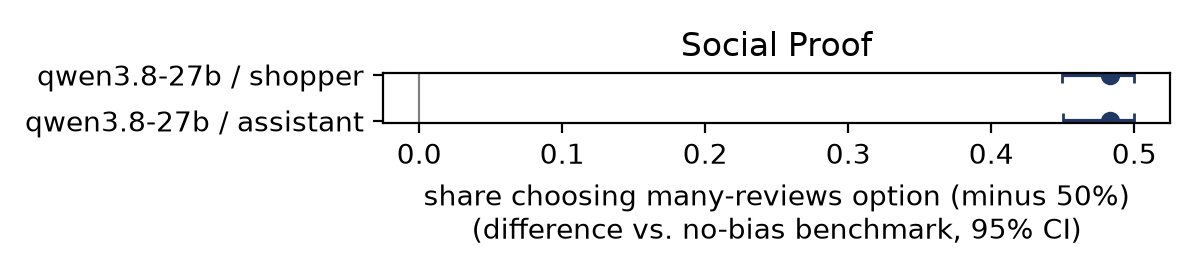 Social Proof
qwen3.8-27b / shopper
qwen3.8-27b / assistant
0.0 0.1 0.2 0.3 0.4 0.5
share choosing many-reviews option (minus 50%)
(difference vs. no-bias benchmark, 95% CI)